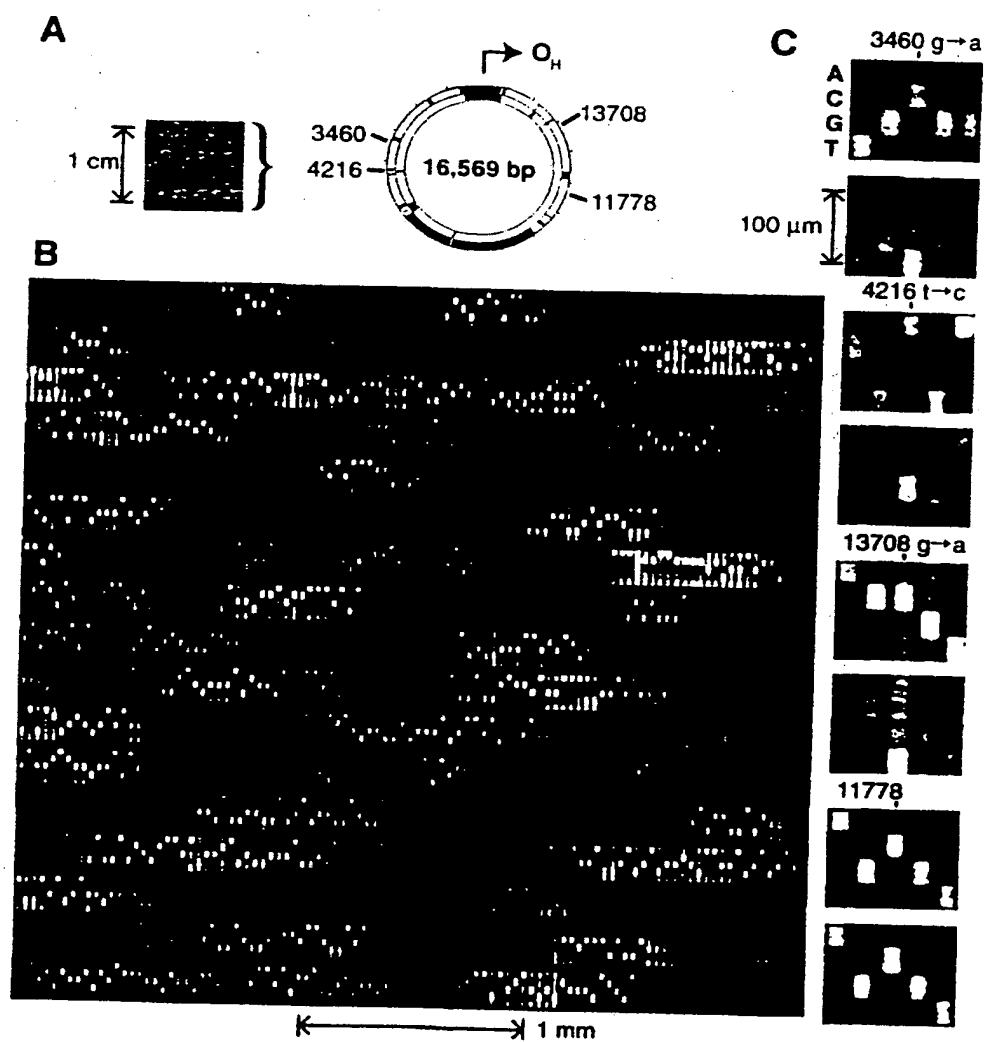 A
1 cm
O_H
3460
4216
16,569 bp
13708
11778
B
1 mm
C
3460 g→a
A
C
G
T
100 µm
4216 t→c
13708 g→a
11778